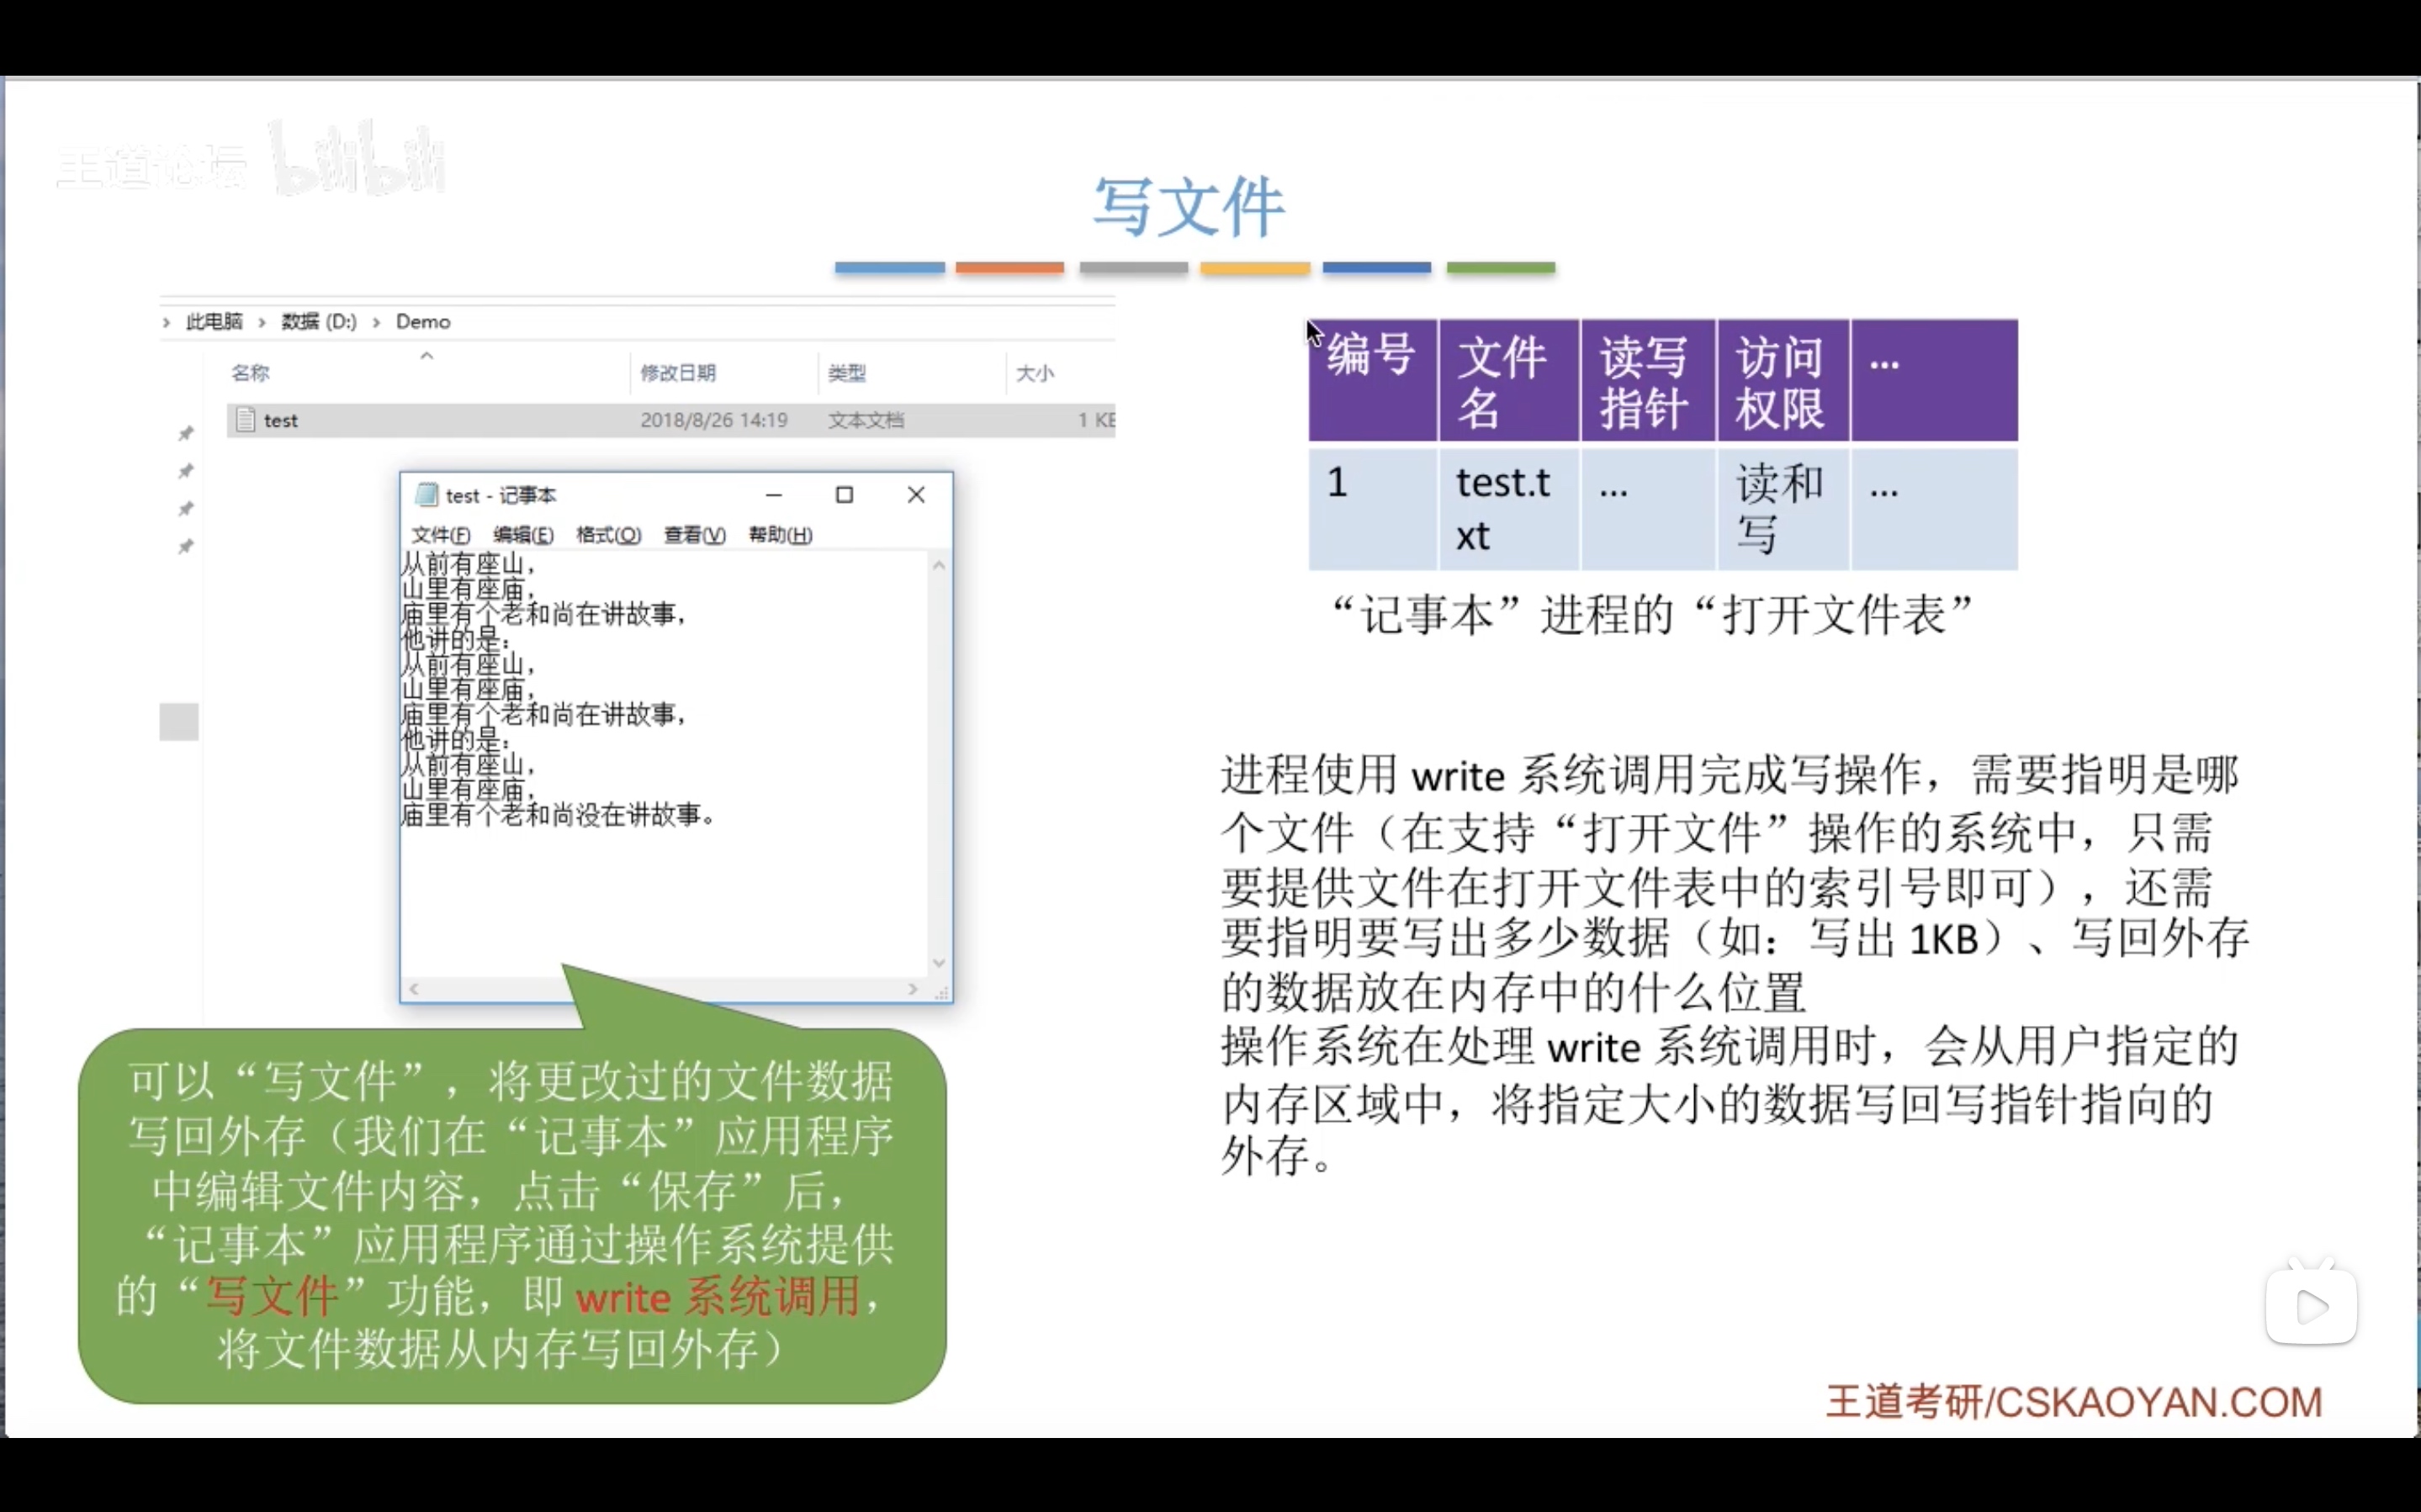 王道论坛 bilibili
写文件
此电脑 数据 (D:) Demo
名称 修改日期 类型 大小
test 2018/8/26 14:19 文本文档 1 KB
test - 记事本
文件(F) 编辑(E) 格式(O) 查看(V) 帮助(H)
从前有座山，
山里有座庙，
庙里有个老和尚在讲故事，
他讲的是：
从前有座山，
山里有座庙，
庙里有个老和尚在讲故事，
他讲的是：
从前有座山，
山里有座庙，
庙里有个老和尚没在讲故事。
可以“写文件”，将更改过的文件数据
写回外存（我们在“记事本”应用程序
中编辑文件内容，点击“保存”后，
“记事本”应用程序通过操作系统提供
的“写文件”功能，即 write 系统调用，
将文件数据从内存写回外存）
编号 文件名 读写指针 访问权限 ...
1 test.txt ... 读和写 ...
“记事本”进程的“打开文件表”
进程使用 write 系统调用完成写操作，需要指明是哪
个文件（在支持“打开文件”操作的系统中，只需
要提供文件在打开文件表中的索引号即可），还需
要指明要写出多少数据（如：写出 1KB）、写回外存
的数据放在内存中的什么位置
操作系统在处理 write 系统调用时，会从用户指定的
内存区域中，将指定大小的数据写回写指针指向的
外存。
王道考研/CSKAOYAN.COM